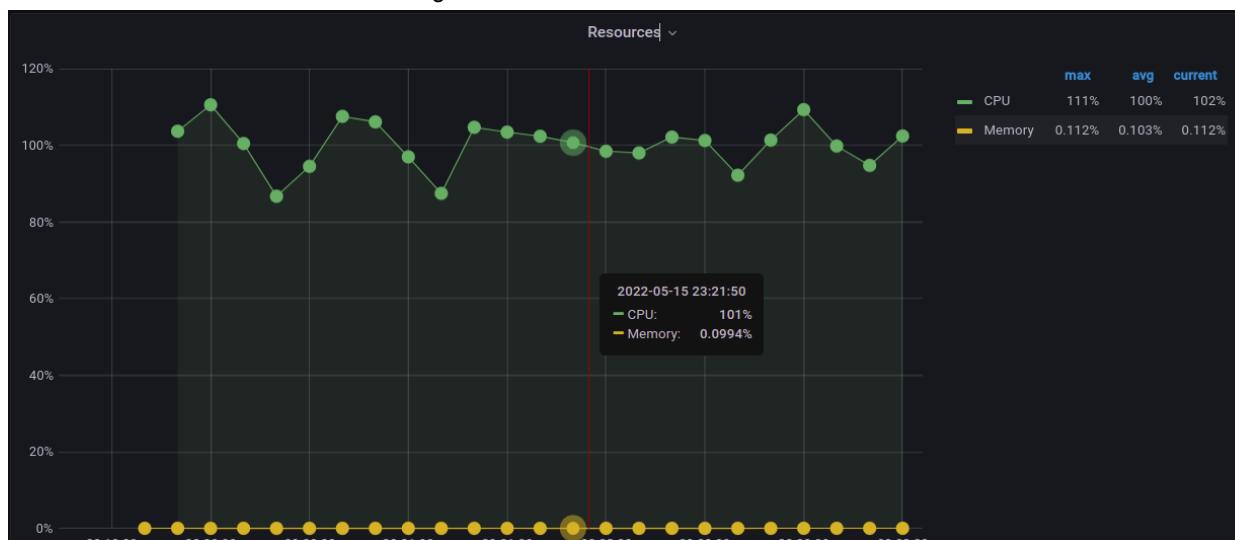 Resources
120%
100%
80%
60%
40%
20%
0%
max avg current
CPU 111% 100% 102%
Memory 0.112% 0.103% 0.112%
2022-05-15 23:21:50
CPU: 101%
Memory: 0.0994%